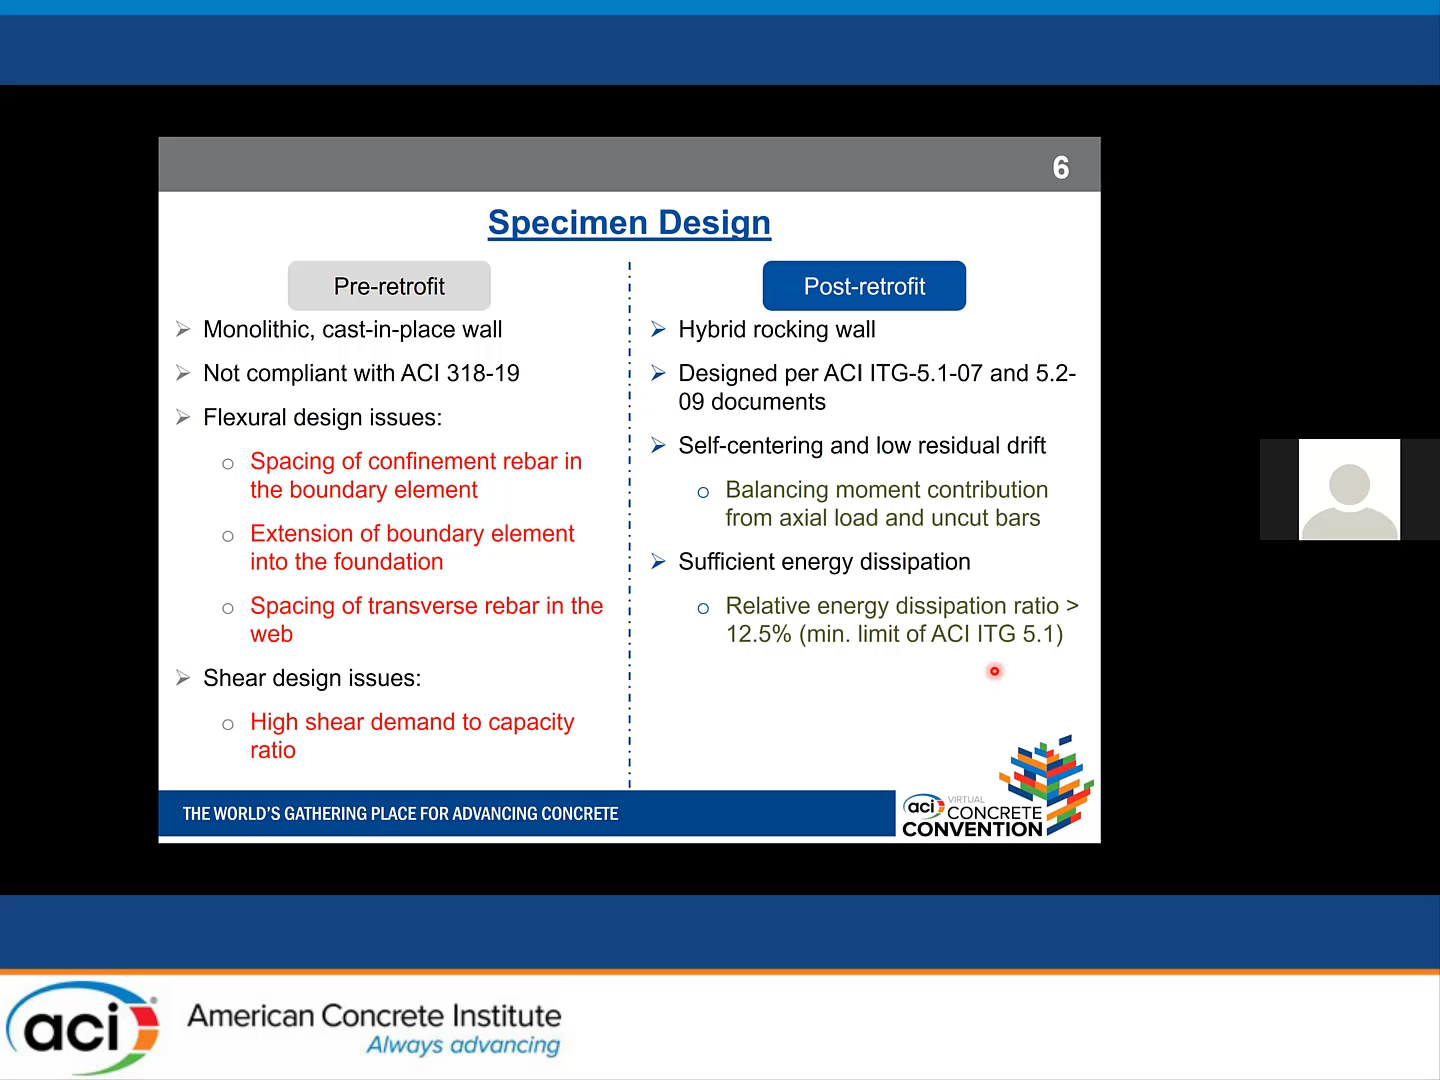 6
Specimen Design
Pre-retrofit
Monolithic, cast-in-place wall
Not compliant with ACI 318-19
Flexural design issues:
Spacing of confinement rebar in
the boundary element
Extension of boundary element
into the foundation
Spacing of transverse rebar in the
web
Shear design issues:
High shear demand to capacity
ratio
Post-retrofit
Hybrid rocking wall
Designed per ACI ITG-5.1-07 and 5.2-
09 documents
Self-centering and low residual drift
Balancing moment contribution
from axial load and uncut bars
Sufficient energy dissipation
Relative energy dissipation ratio >
12.5% (min. limit of ACI ITG 5.1)
THE WORLD'S GATHERING PLACE FOR ADVANCING CONCRETE
aci VIRTUAL
CONCRETE
CONVENTION
aci
American Concrete Institute
Always advancing